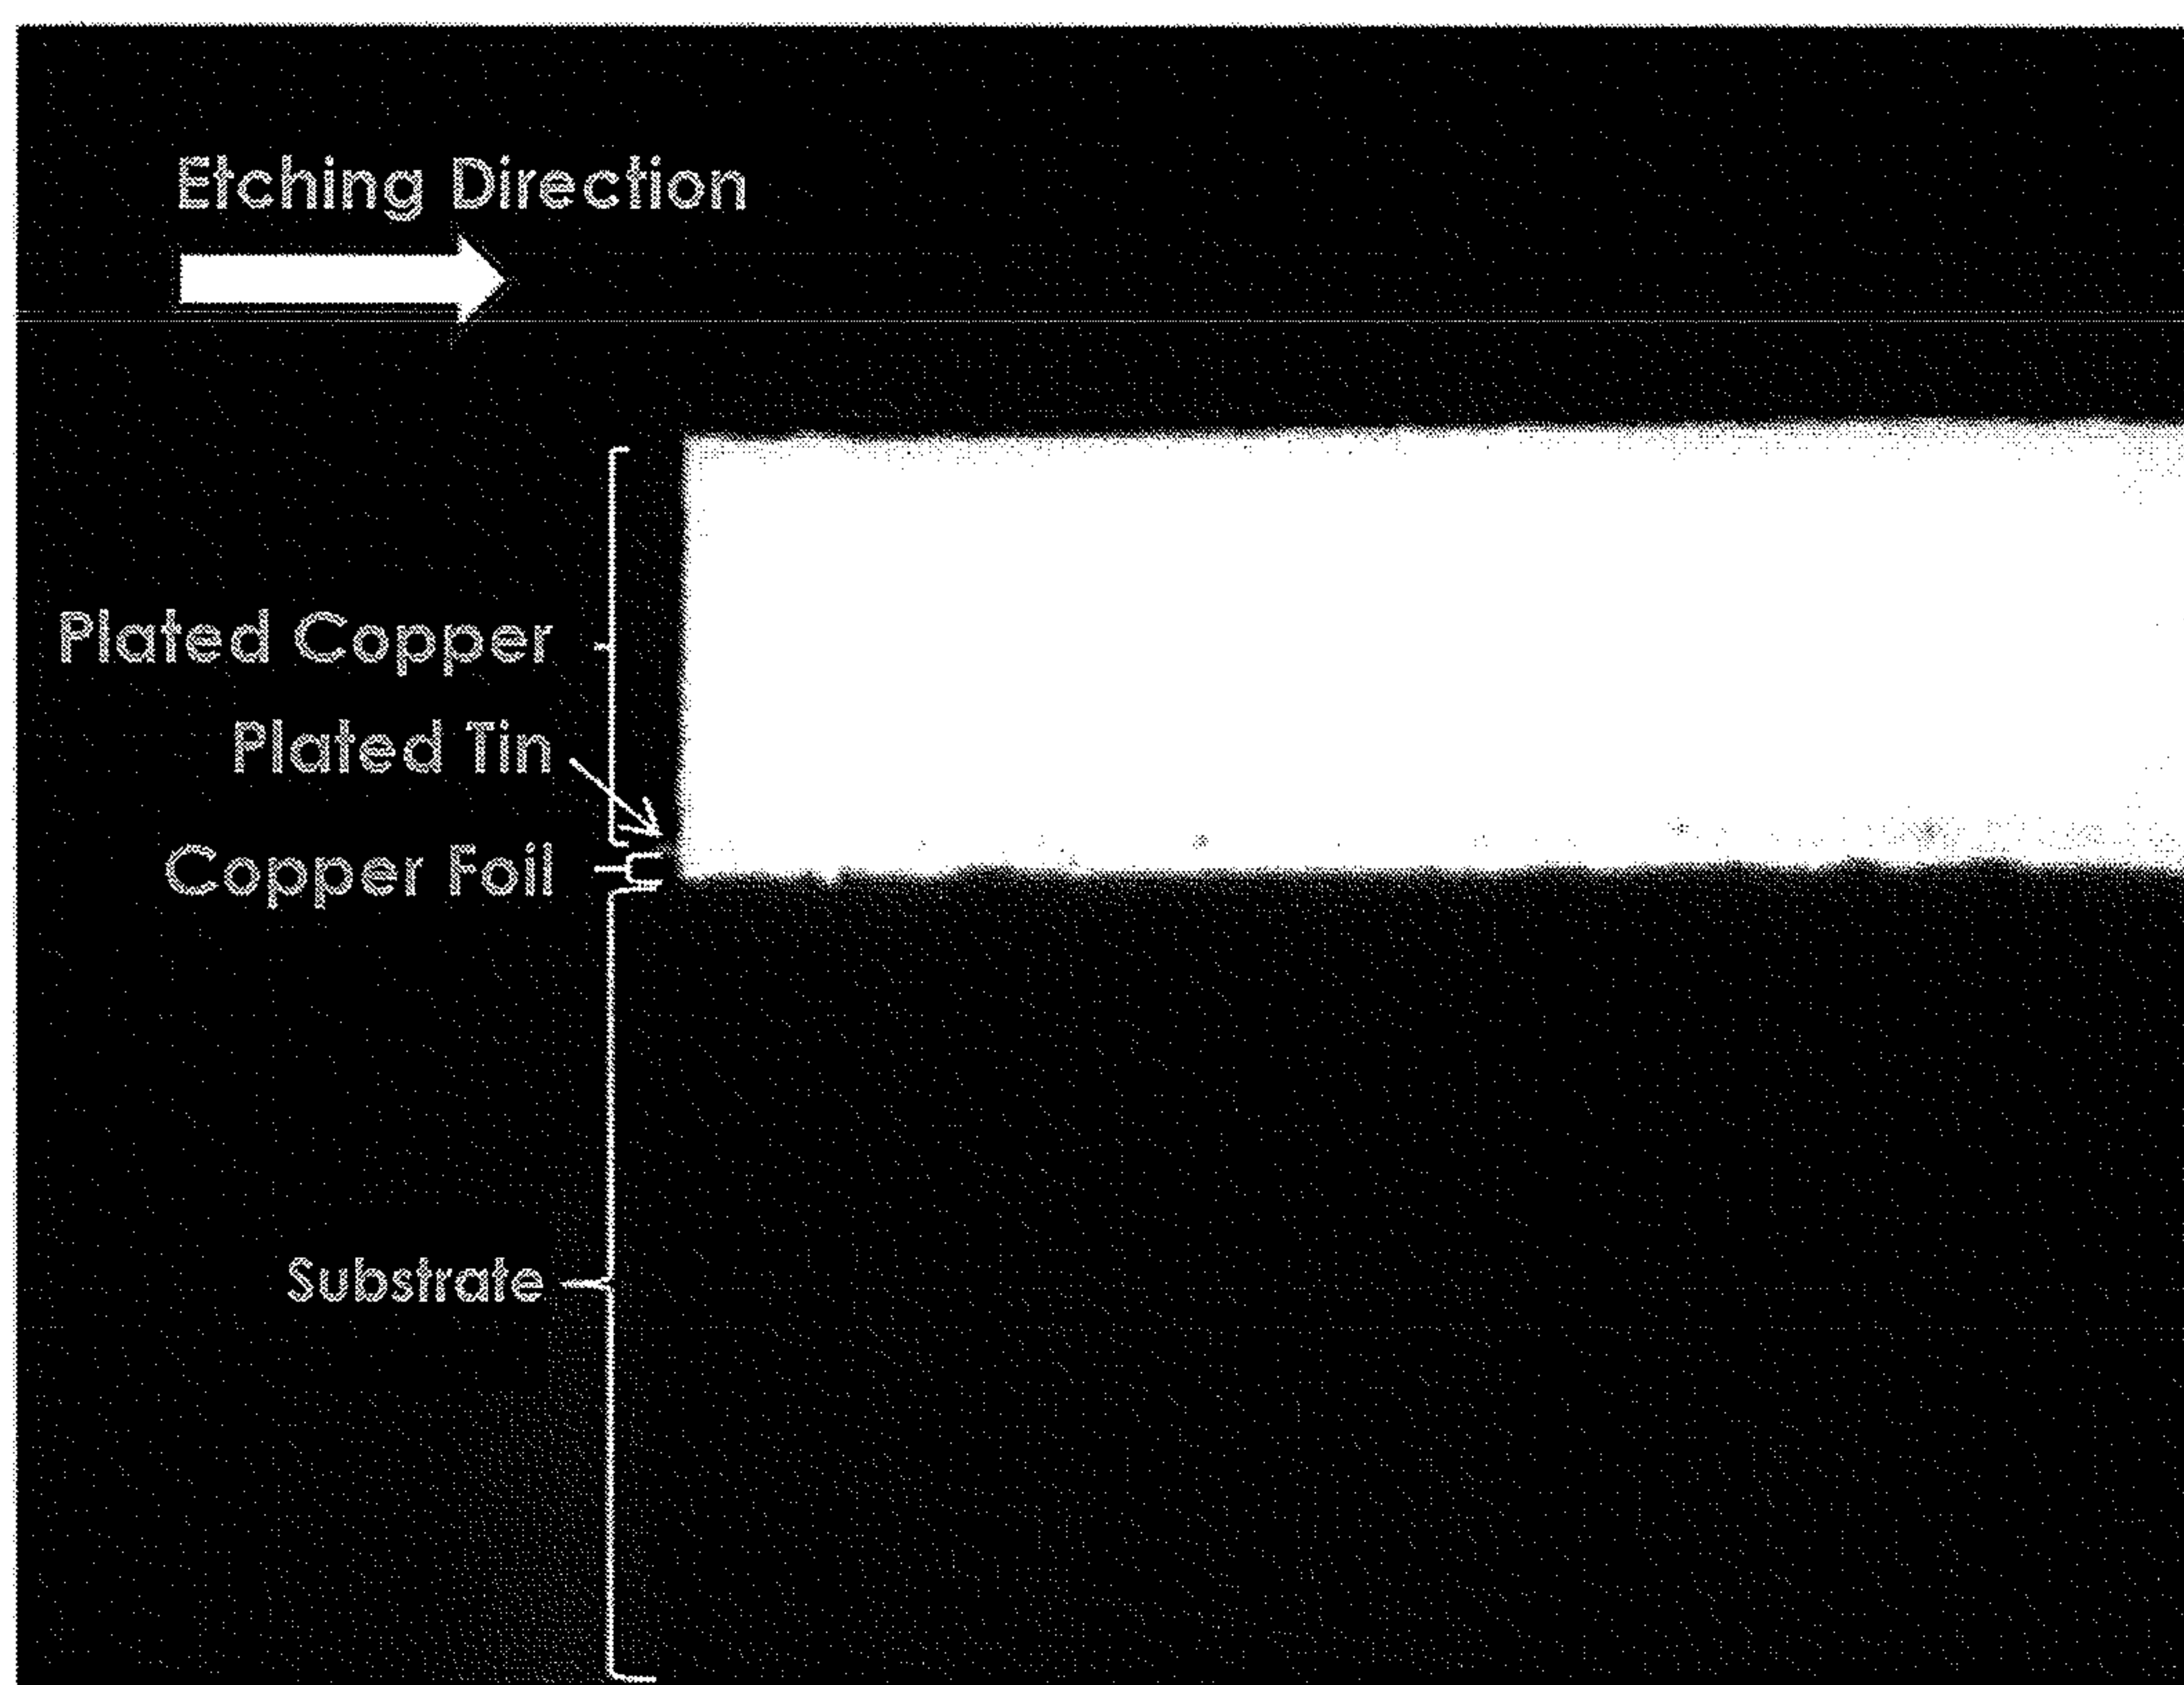 Etching Direction
Plated Copper
Plated Tin
Copper Foil
Substrate